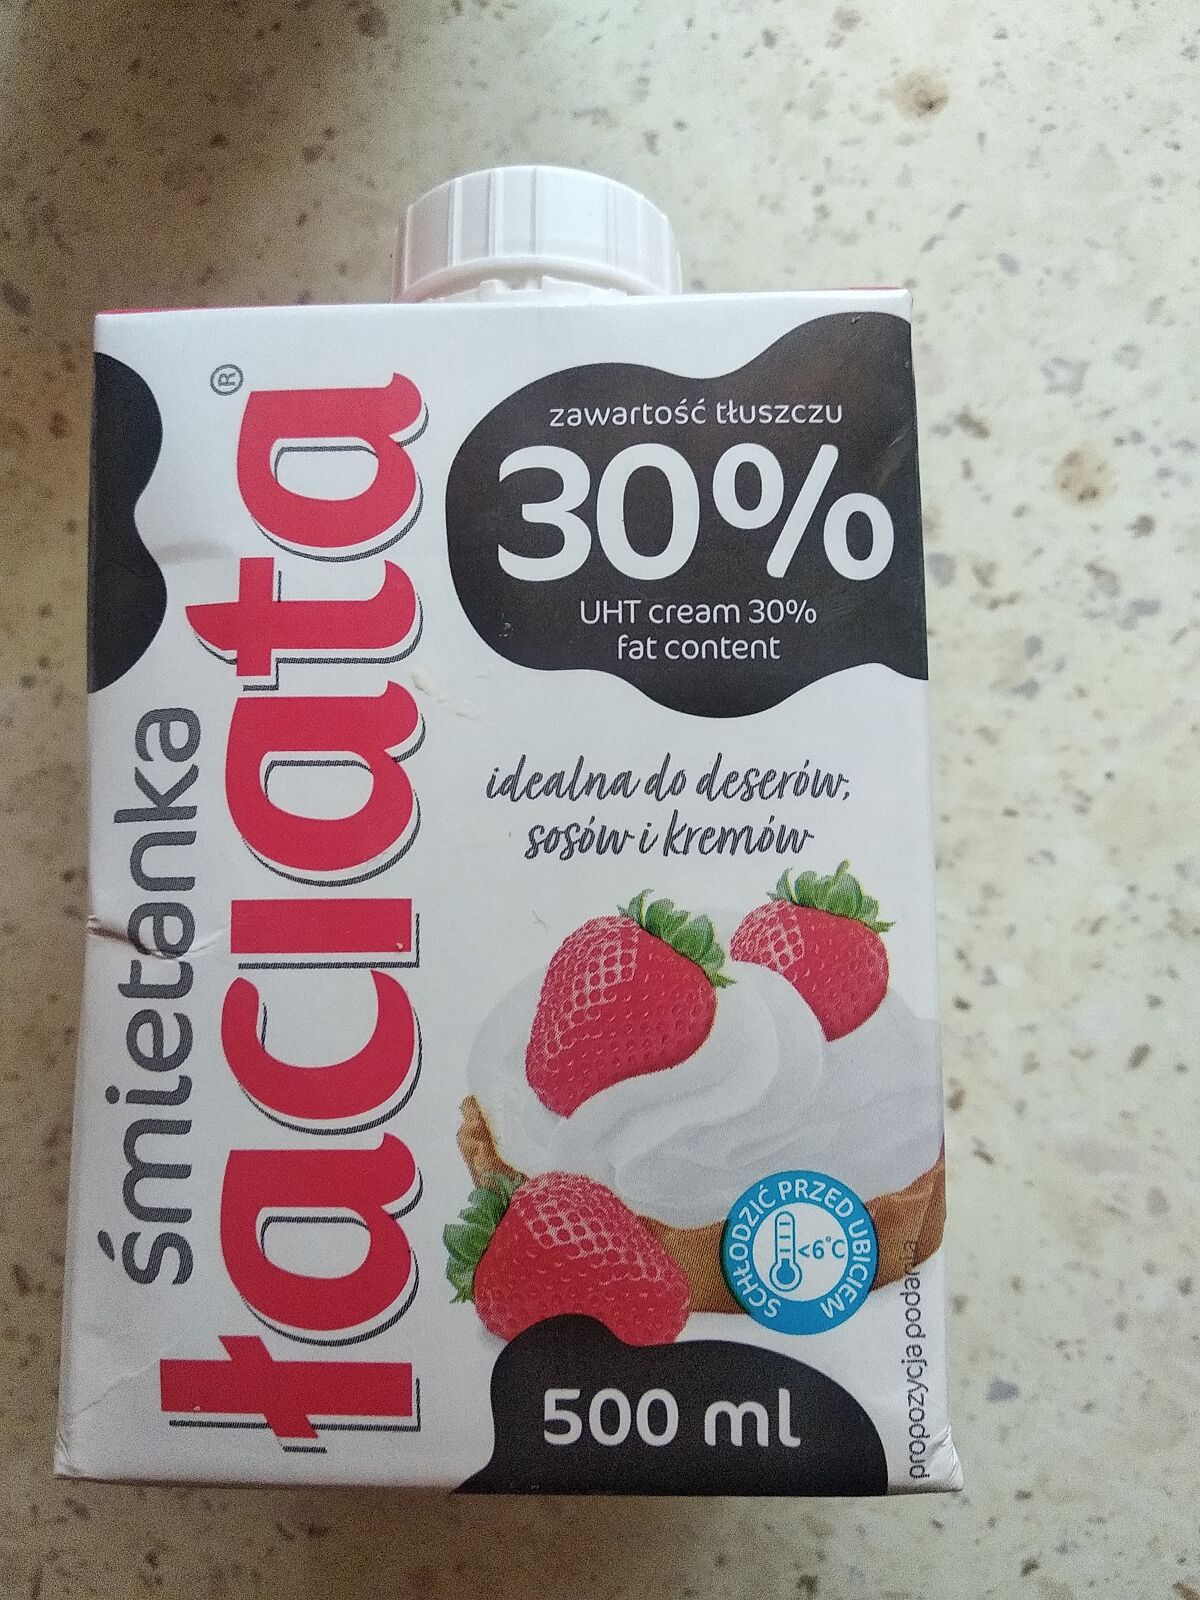 Śmietanka
łaciata®
zawartość tłuszczu
30%
UHT cream 30%
fat content
idealna do deserów,
sosów i kremów
SCHŁODZIĆ PRZED UBICIEM
<6°C
500 ml
propozycja podania